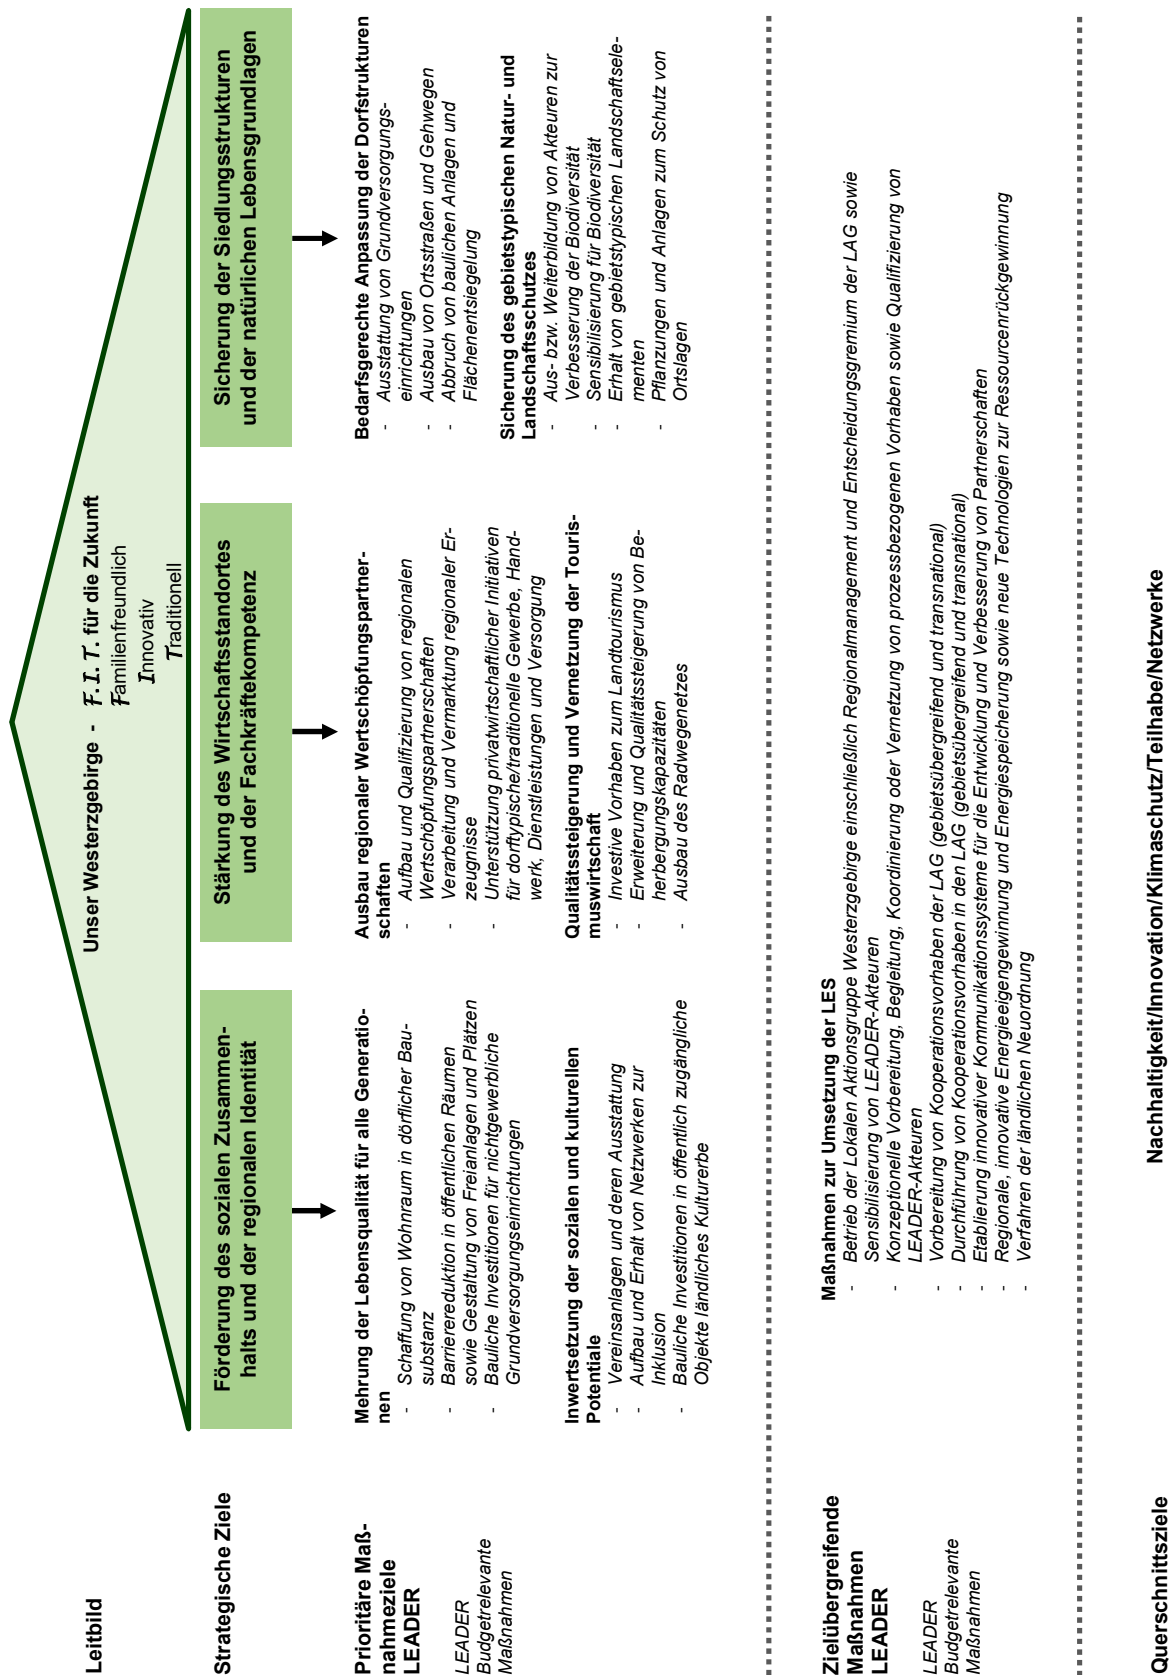 Leitbild
Unser Westerzgebirge - F.I.T. für die Zukunft
Familienfreundlich
Innovativ
Traditionell
Strategische Ziele
Förderung des sozialen Zusammen-
halts und der regionalen Identität
Stärkung des Wirtschaftsstandortes
und der Fachkräftekompetenz
Sicherung der Siedlungsstrukturen
und der natürlichen Lebensgrundlagen
Prioritäre Maß-
nahmeziele
LEADER
LEADER
Budgetrelevante
Maßnahmen
Mehrung der Lebensqualität für alle Generatio-
nen
- Schaffung von Wohnraum in dörflicher Bau-
substanz
- Barrierereduktion in öffentlichen Räumen
sowie Gestaltung von Freianlagen und Plätzen
- Bauliche Investitionen für nichtgewerbliche
Grundversorgungseinrichtungen
Inwertsetzung der sozialen und kulturellen
Potentiale
- Vereinsanlagen und deren Ausstattung
- Aufbau und Erhalt von Netzwerken zur
Inklusion
- Bauliche Investitionen in öffentlich zugängliche
Objekte ländliches Kulturerbe
Ausbau regionaler Wertschöpfungspartner-
schaften
- Aufbau und Qualifizierung von regionalen
Wertschöpfungspartnerschaften
- Verarbeitung und Vermarktung regionaler Er-
zeugnisse
- Unterstützung privatwirtschaftlicher Initiativen
für dorftypische/traditionelle Gewerbe, Hand-
werk, Dienstleistungen und Versorgung
Qualitätssteigerung und Vernetzung der Touris-
muswirtschaft
- Investive Vorhaben zum Landtourismus
- Erweiterung und Qualitätssteigerung von Be-
herbergungskapazitäten
- Ausbau des Radwegenetzes
Bedarfsgerechte Anpassung der Dorfstrukturen
- Ausstattung von Grundversorgungs-
einrichtungen
- Ausbau von Ortsstraßen und Gehwegen
- Abbruch von baulichen Anlagen und
Flächenentsiegelung
Sicherung des gebietstypischen Natur- und
Landschaftsschutzes
- Aus- bzw. Weiterbildung von Akteuren zur
Verbesserung der Biodiversität
- Sensibilisierung für Biodiversität
- Erhalt von gebietstypischen Landschaftsele-
menten
- Pflanzungen und Anlagen zum Schutz von
Ortslagen
Zielübergreifende
Maßnahmen
LEADER
LEADER
Budgetrelevante
Maßnahmen
Maßnahmen zur Umsetzung der LES
- Betrieb der Lokalen Aktionsgruppe Westerzgebirge einschließlich Regionalmanagement und Entscheidungsgremium der LAG sowie
Sensibilisierung von LEADER-Akteuren
- Konzeptionelle Vorbereitung, Begleitung, Koordinierung oder Vernetzung von prozessbezogenen Vorhaben sowie Qualifizierung von
LEADER-Akteuren
- Vorbereitung von Kooperationsvorhaben der LAG (gebietsübergreifend und transnational)
- Durchführung von Kooperationsvorhaben in den LAG (gebietsübergreifend und transnational)
- Etablierung innovativer Kommunikationssysteme für die Entwicklung und Verbesserung von Partnerschaften
- Regionale, innovative Energieeigengewinnung und Energiespeicherung sowie neue Technologien zur Ressourcenrückgewinnung
- Verfahren der ländlichen Neuordnung
Querschnittsziele
Nachhaltigkeit/Innovation/Klimaschutz/Teilhabe/Netzwerke